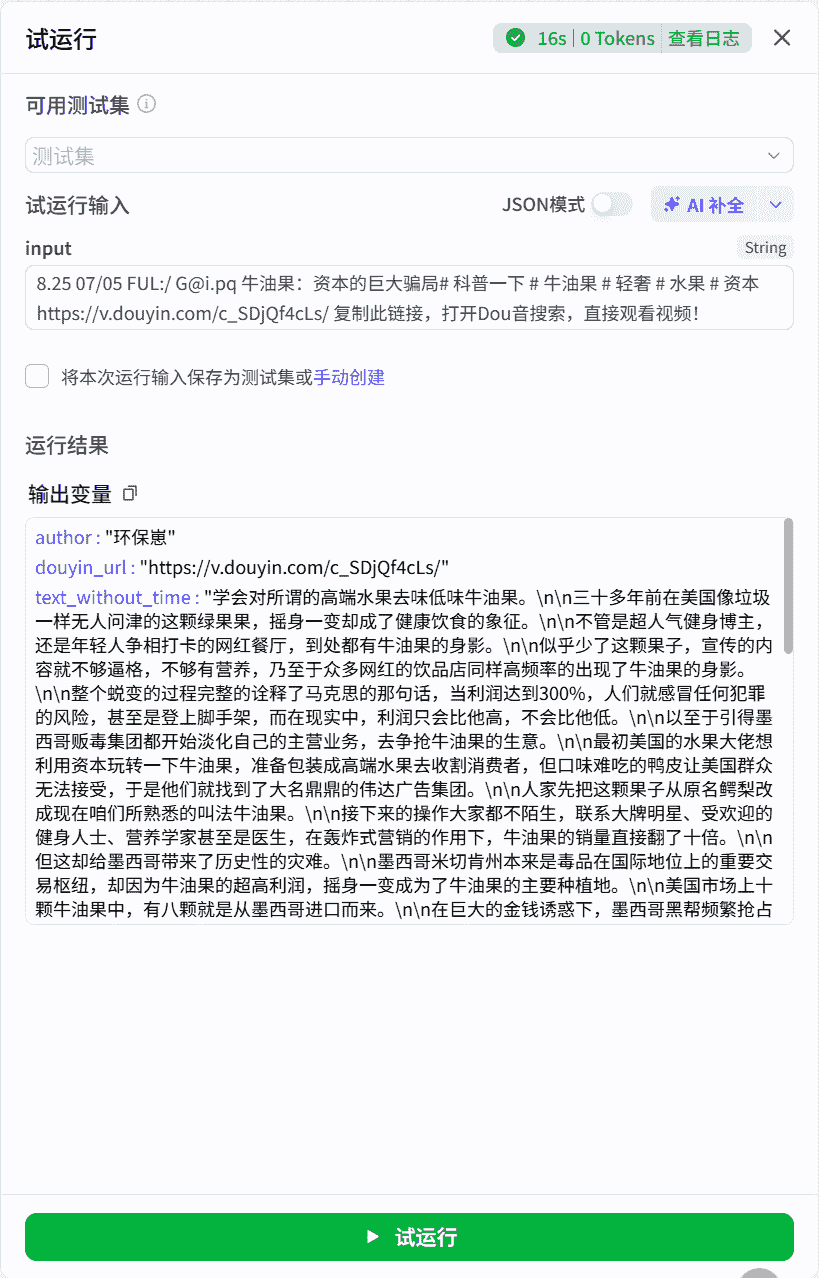 试运行
16s | 0 Tokens 查看日志
可用测试集
测试集
试运行输入 JSON模式 AI 补全
input String
8.25 07/05 FUL:/ G@i.pq 牛油果：资本的巨大骗局# 科普一下 # 牛油果 # 轻奢 # 水果 # 资本
https://v.douyin.com/c_SDjQf4cLs/ 复制此链接，打开Dou音搜索，直接观看视频！
将本次运行输入保存为测试集或手动创建
运行结果
输出变量
author : "环保崽"
douyin_url : "https://v.douyin.com/c_SDjQf4cLs/"
text_without_time : "学会对所谓的高端水果去味低味牛油果。\n\n三十多年前在美国像垃圾
一样无人问津的这颗绿果果，摇身一变却成了健康饮食的象征。\n\n不管是超人气健身博主，
还是年轻人争相打卡的网红餐厅，到处都有牛油果的身影。\n\n似乎少了这颗果子，宣传的内
容就不够逼格，不够有营养，乃至于众多网红的饮品店同样高频率的出现了牛油果的身影。
\n\n整个蜕变的过程完整的诠释了马克思的那句话，当利润达到300%，人们就感冒任何犯罪
的风险，甚至是登上脚手架，而在现实中，利润只会比他高，不会比他低。\n\n以至于引得墨
西哥贩毒集团都开始淡化自己的主营业务，去争抢牛油果的生意。\n\n最初美国的水果大佬想
利用资本玩转一下牛油果，准备包装成高端水果去收割消费者，但口味难吃的鸭皮让美国群众
无法接受，于是他们就找到了大名鼎鼎的伟达广告集团。\n\n人家先把这颗果子从原名鳄梨改
成现在咱们所熟悉的叫法牛油果。\n\n接下来的操作大家都不陌生，联系大牌明星、受欢迎的
健身人士、营养学家甚至是医生，在轰炸式营销的作用下，牛油果的销量直接翻了十倍。\n\n
但这却给墨西哥带来了历史性的灾难。\n\n墨西哥米切肯州本来是毒品在国际地位上的重要交
易枢纽，却因为牛油果的超高利润，摇身一变成为了牛油果的主要种植地。\n\n美国市场上十
颗牛油果中，有八颗就是从墨西哥进口而来。\n\n在巨大的金钱诱惑下，墨西哥黑帮频繁抢占
试运行